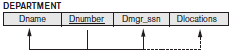 DEPARTMENT
Dname Dnumber Dmgr_ssn Dlocations